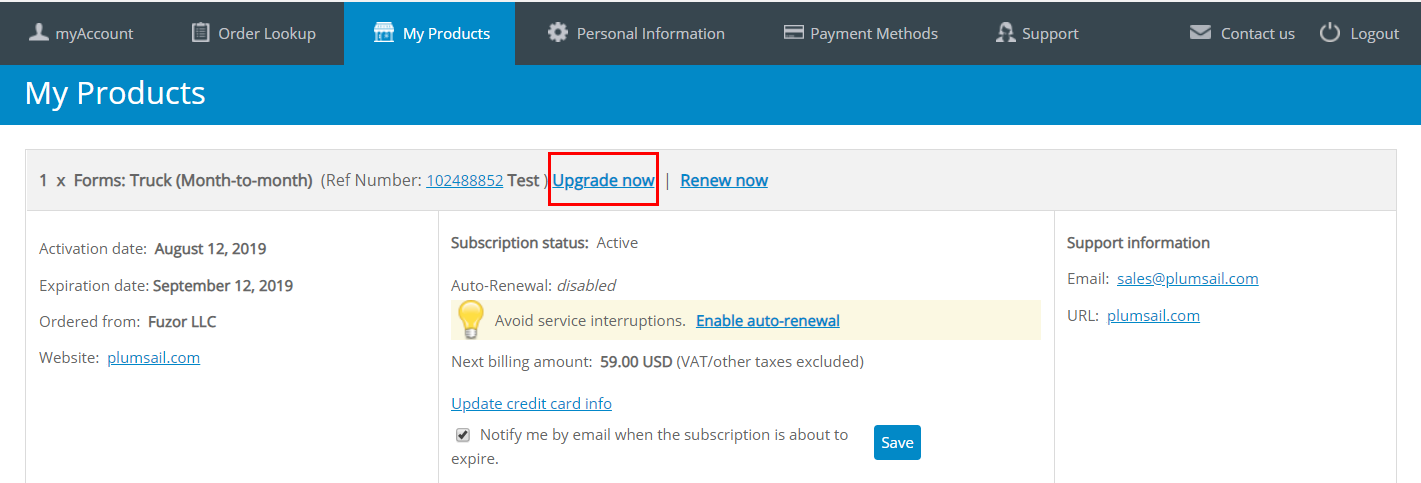 myAccount Order Lookup My Products Personal Information Payment Methods Support Contact us Logout
My Products
1 x Forms: Truck (Month-to-month) (Ref Number: 102488852 Test ) Upgrade now | Renew now
Activation date: August 12, 2019
Expiration date: September 12, 2019
Ordered from: Fuzor LLC
Website: plumsail.com
Subscription status: Active
Auto-Renewal: disabled
Avoid service interruptions. Enable auto-renewal
Next billing amount: 59.00 USD (VAT/other taxes excluded)
Update credit card info
Notify me by email when the subscription is about to
expire.
Save
Support information
Email: sales@plumsail.com
URL: plumsail.com